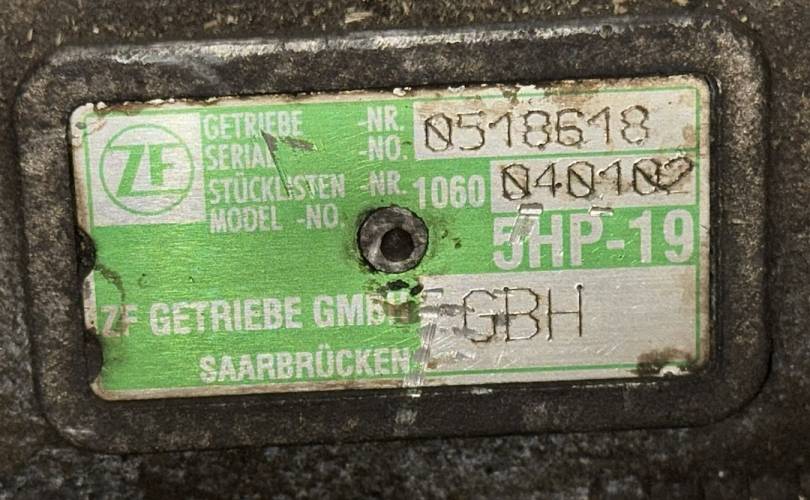 ZF
GETRIEBE -NR. 0518618
SERIAL -NO.
STÜCKLISTEN -NR. 1060 040102
MODEL -NO.
5HP-19
ZF GETRIEBE GMBH GBH
SAARBRÜCKEN